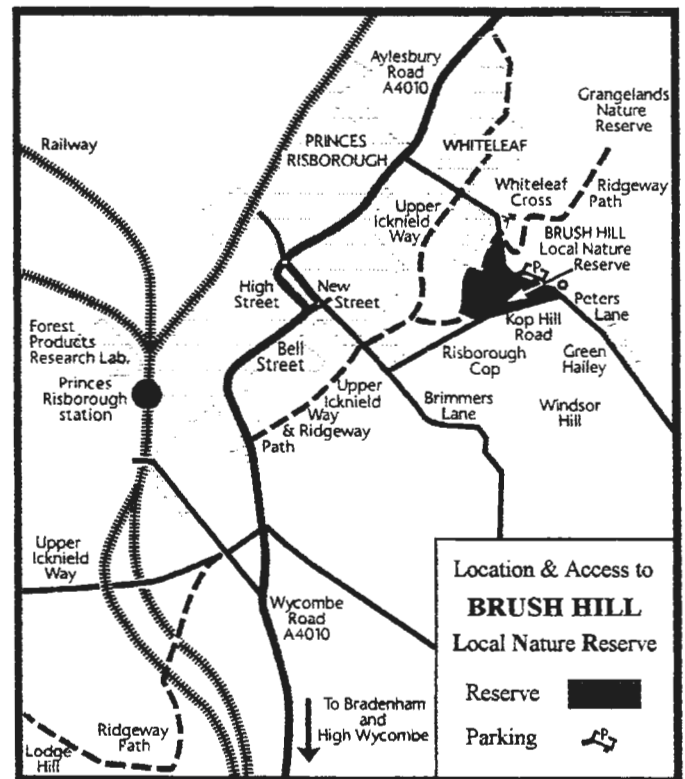 Aylesbury
Road
A4010
Grangelands
Nature
Reserve
Railway
PRINCES
RISBOROUGH
WHITELEAF
Whiteleaf
Cross
Ridgeway
Path
Upper
Icknield
Way
BRUSH HILL
Local Nature
Reserve
P
High
Street
New
Street
Peters
Lane
Kop Hill
Road
Forest
Products
Research Lab.
Bell
Street
Risborough
Cop
Green
Hailey
Princes
Risborough
station
Upper
Icknield
Way
& Ridgeway
Path
Brimmers
Lane
Windsor
Hill
Upper
Icknield
Way
Wycombe
Road
A4010
Ridgeway
Path
Lodge
Hill
To Bradenham
and
High Wycombe
Location & Access to
BRUSH HILL
Local Nature Reserve
Reserve
Parking P